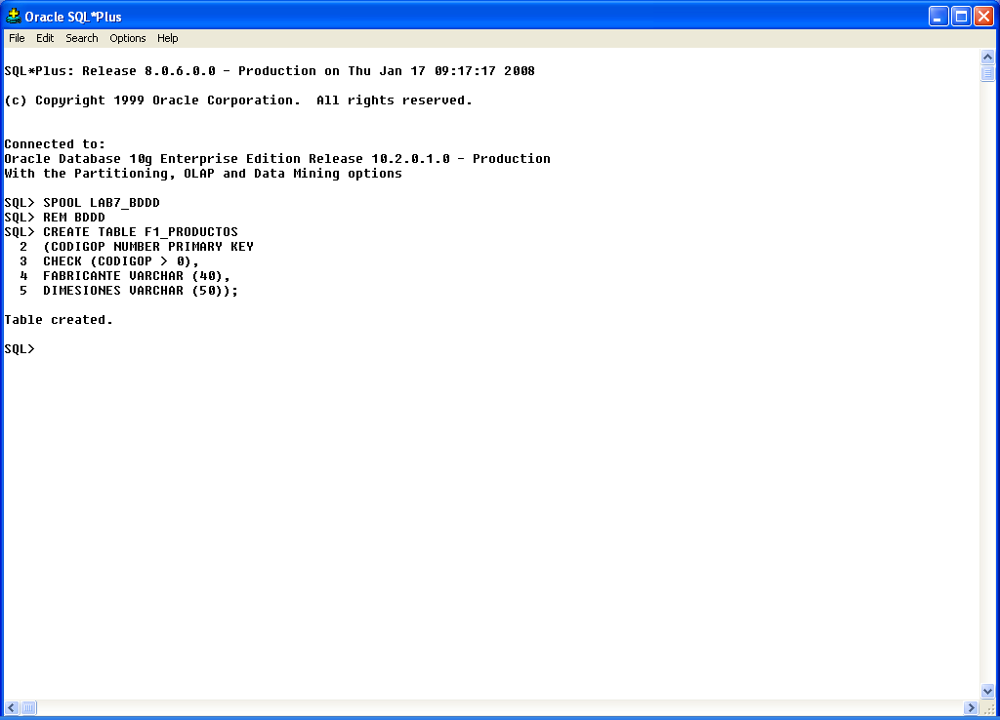 Oracle SQL*Plus
File Edit Search Options Help
SQL*Plus: Release 8.0.6.0.0 - Production on Thu Jan 17 09:17:17 2008
(c) Copyright 1999 Oracle Corporation.  All rights reserved.
Connected to:
Oracle Database 10g Enterprise Edition Release 10.2.0.1.0 - Production
With the Partitioning, OLAP and Data Mining options
SQL> SPOOL LAB7_BDDD
SQL> REM BDDD
SQL> CREATE TABLE F1_PRODUCTOS
2  (CODIGOP NUMBER PRIMARY KEY
3  CHECK (CODIGOP > 0),
4  FABRICANTE VARCHAR (40),
5  DIMESIONES VARCHAR (50));
Table created.
SQL>